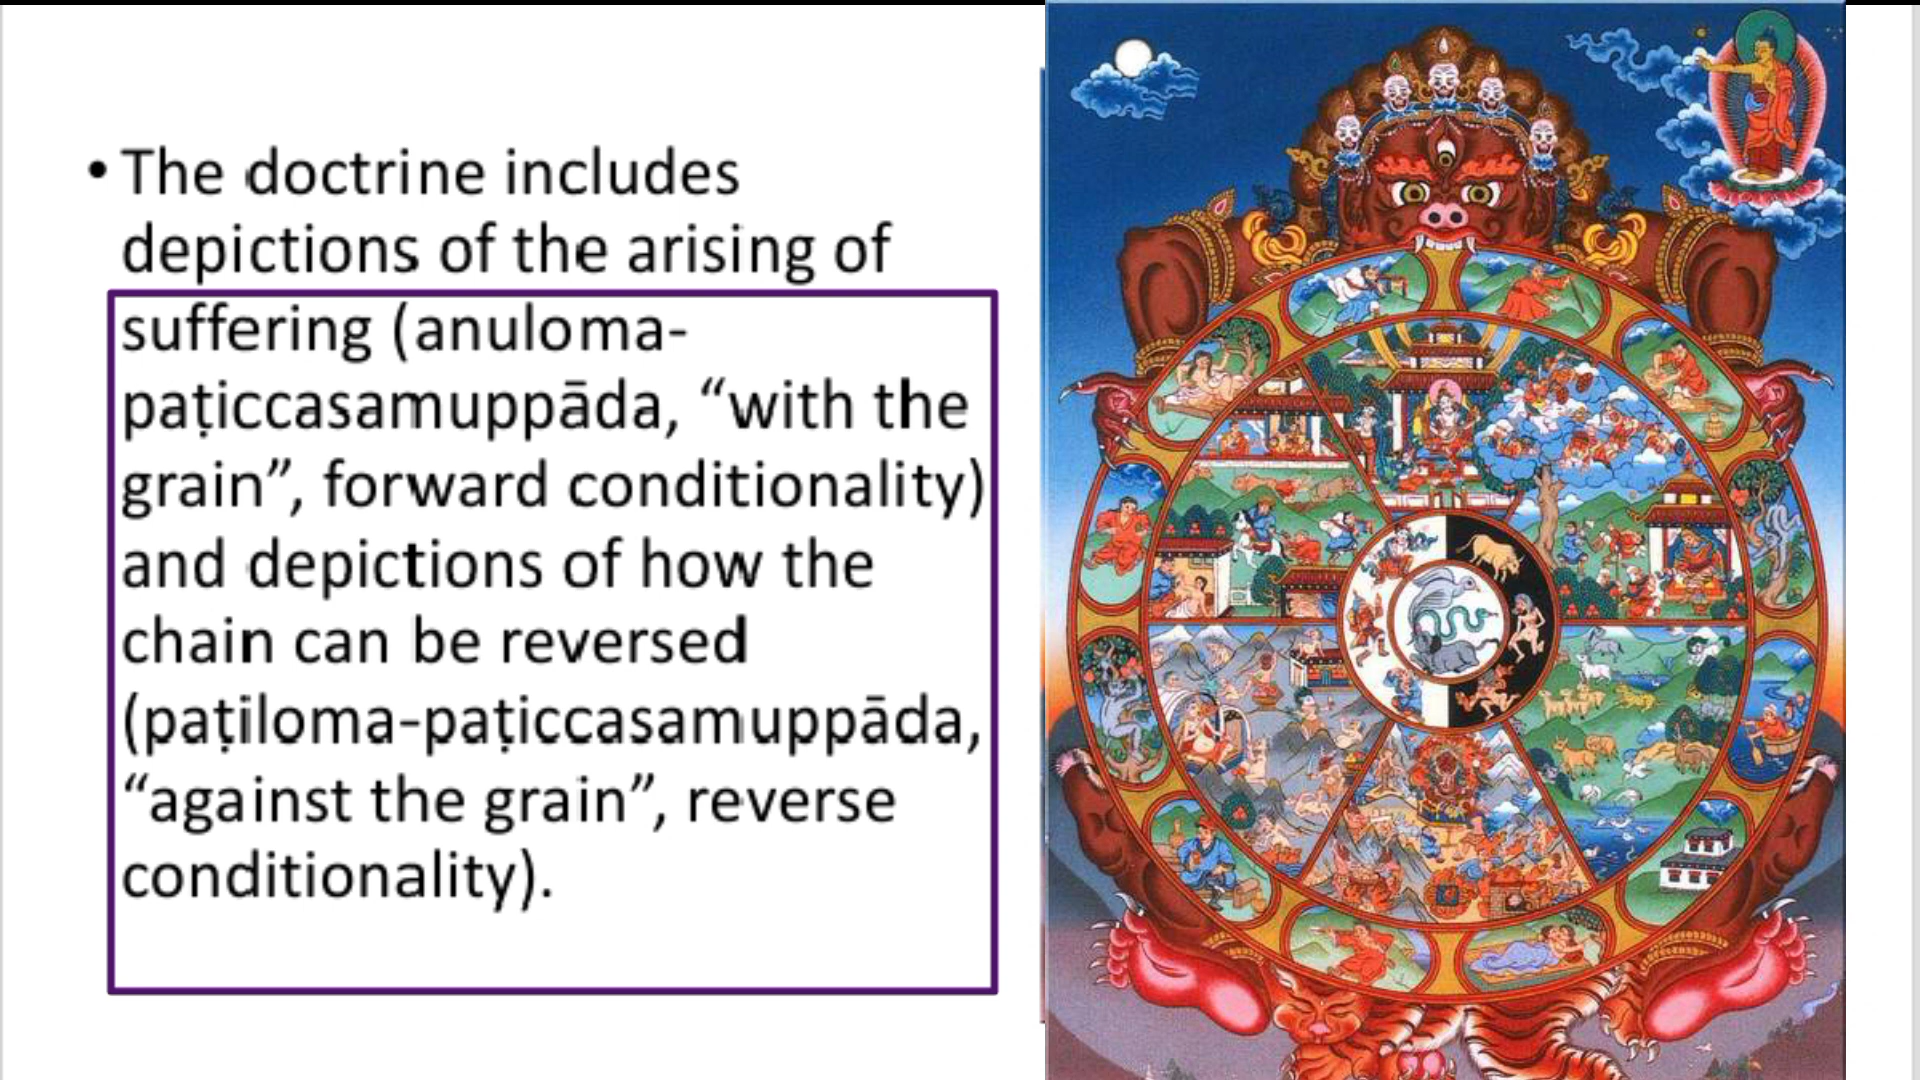 • The doctrine includes
depictions of the arising of
suffering (anuloma-
paṭiccasamuppāda, “with the
grain”, forward conditionality)
and depictions of how the
chain can be reversed
(paṭiloma-paṭiccasamuppāda,
“against the grain”, reverse
conditionality).